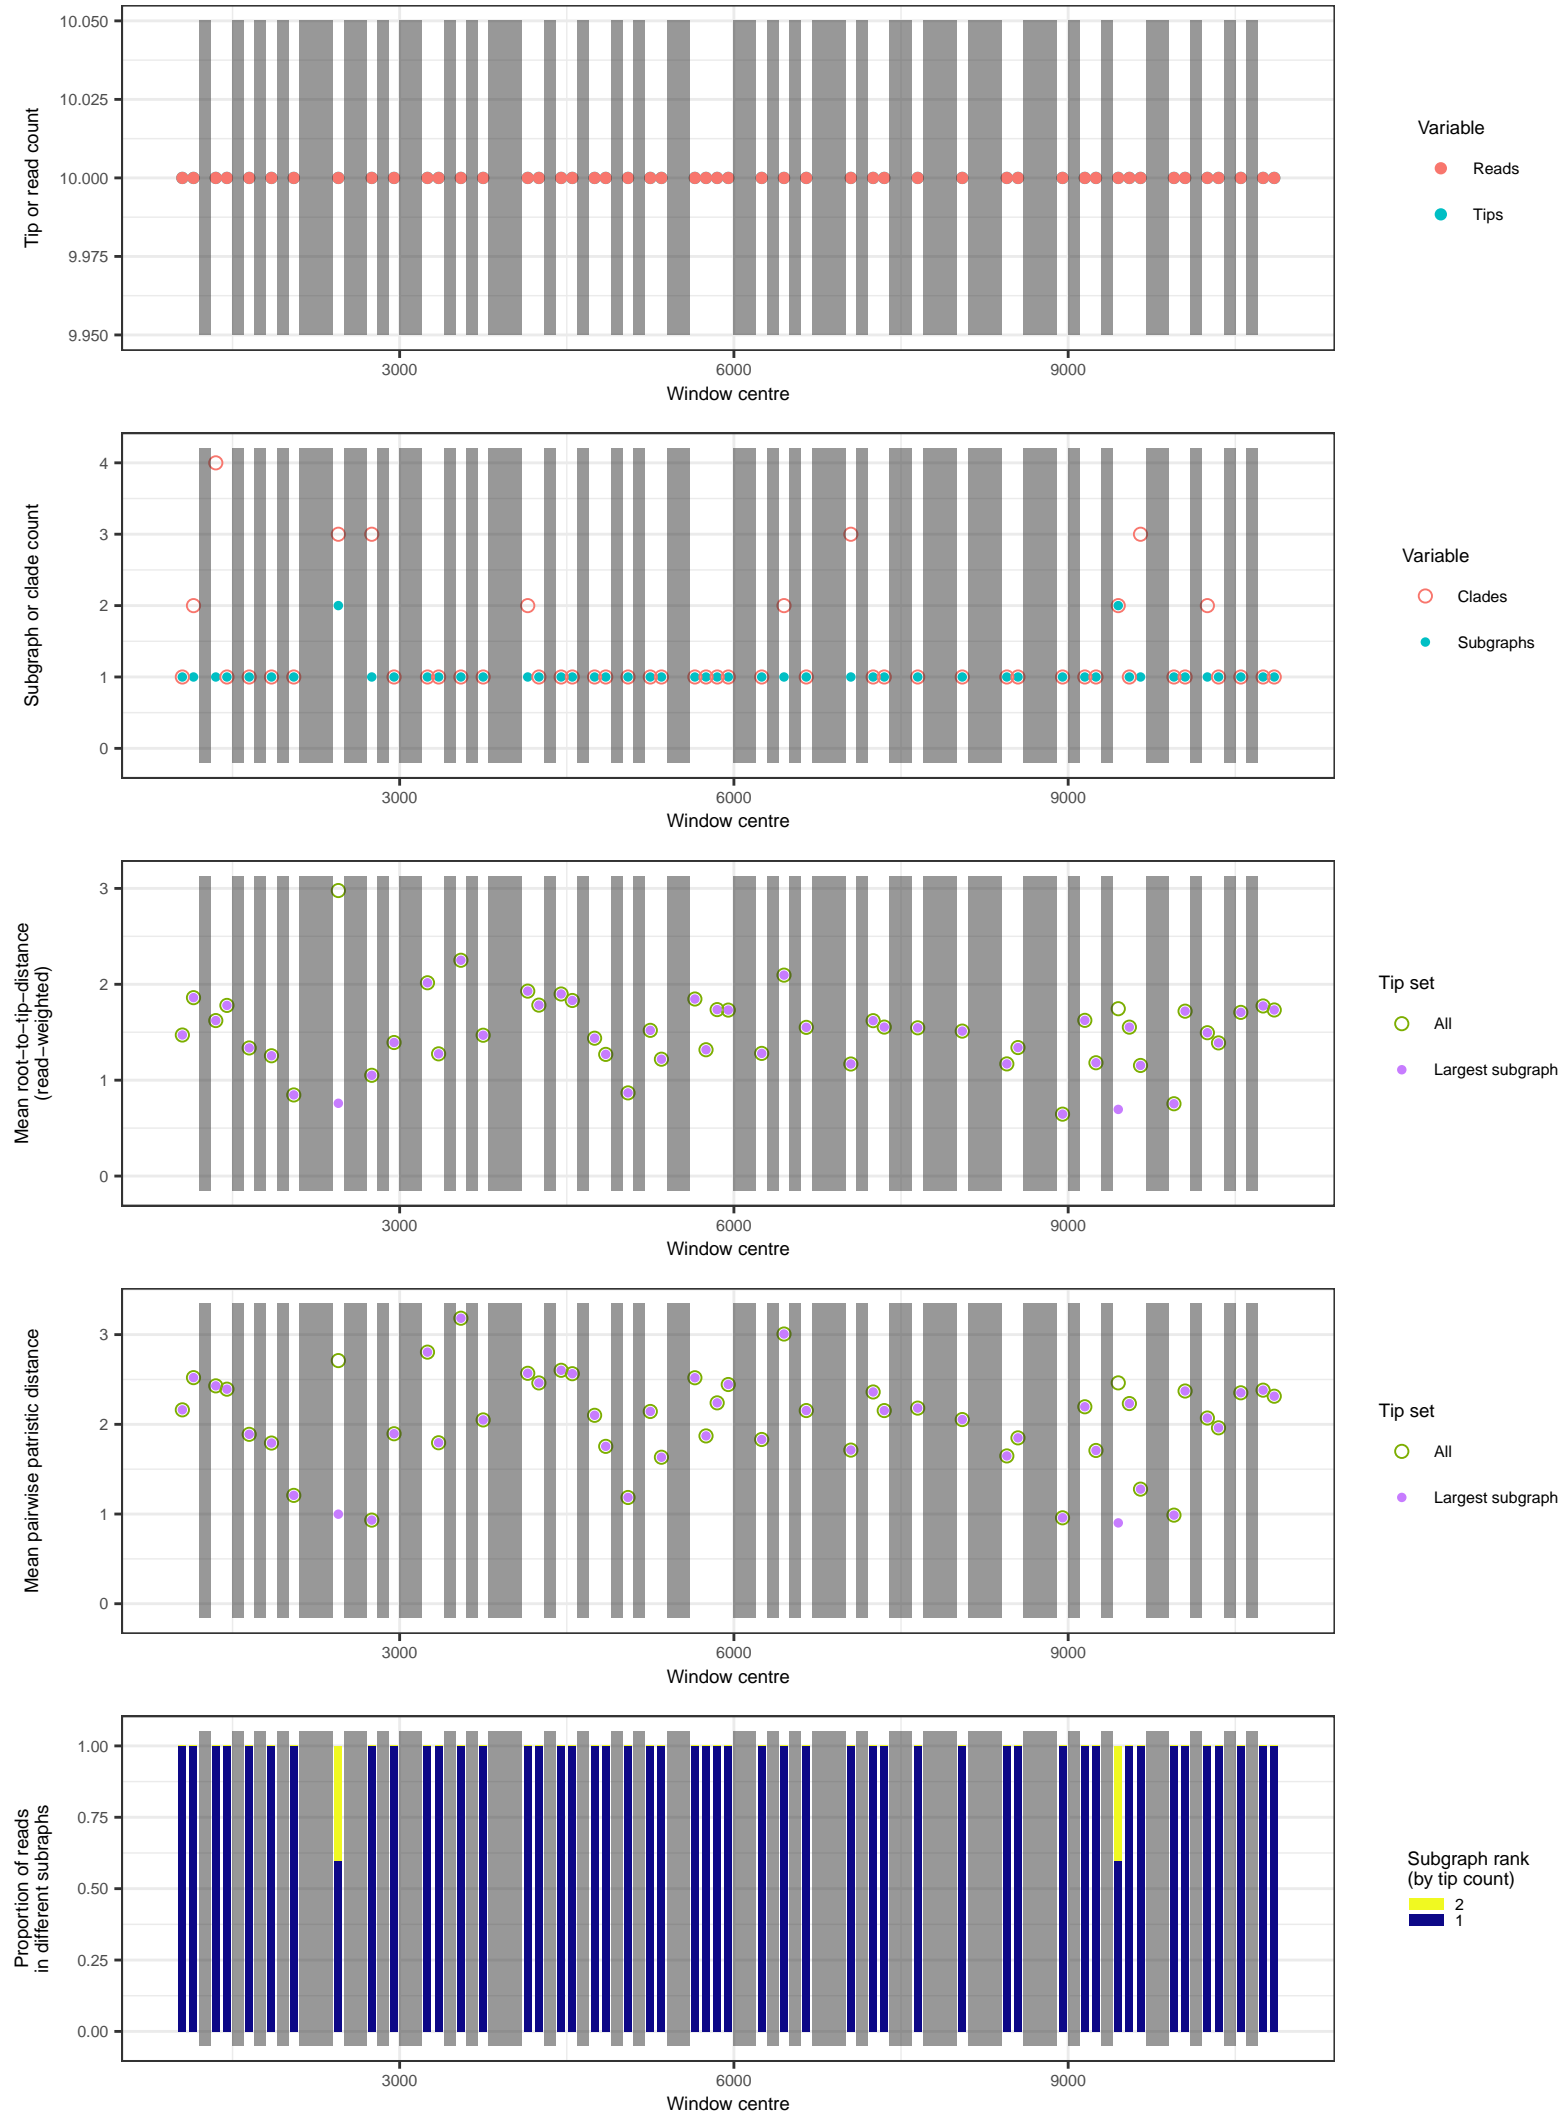 10.050
10.025
10.000
9.975
9.950
Tip or read count
3000 6000 9000
Window centre
Variable
Reads
Tips
4
3
2
1
0
Subgraph or clade count
3000 6000 9000
Window centre
Variable
Clades
Subgraphs
3
2
1
0
Mean root−to−tip−distance
(read−weighted)
3000 6000 9000
Window centre
Tip set
All
Largest subgraph
3
2
1
0
Mean pairwise patristic distance
3000 6000 9000
Window centre
Tip set
All
Largest subgraph
1.00
0.75
0.50
0.25
0.00
Proportion of reads
in different subraphs
3000 6000 9000
Window centre
Subgraph rank
(by tip count)
2
1